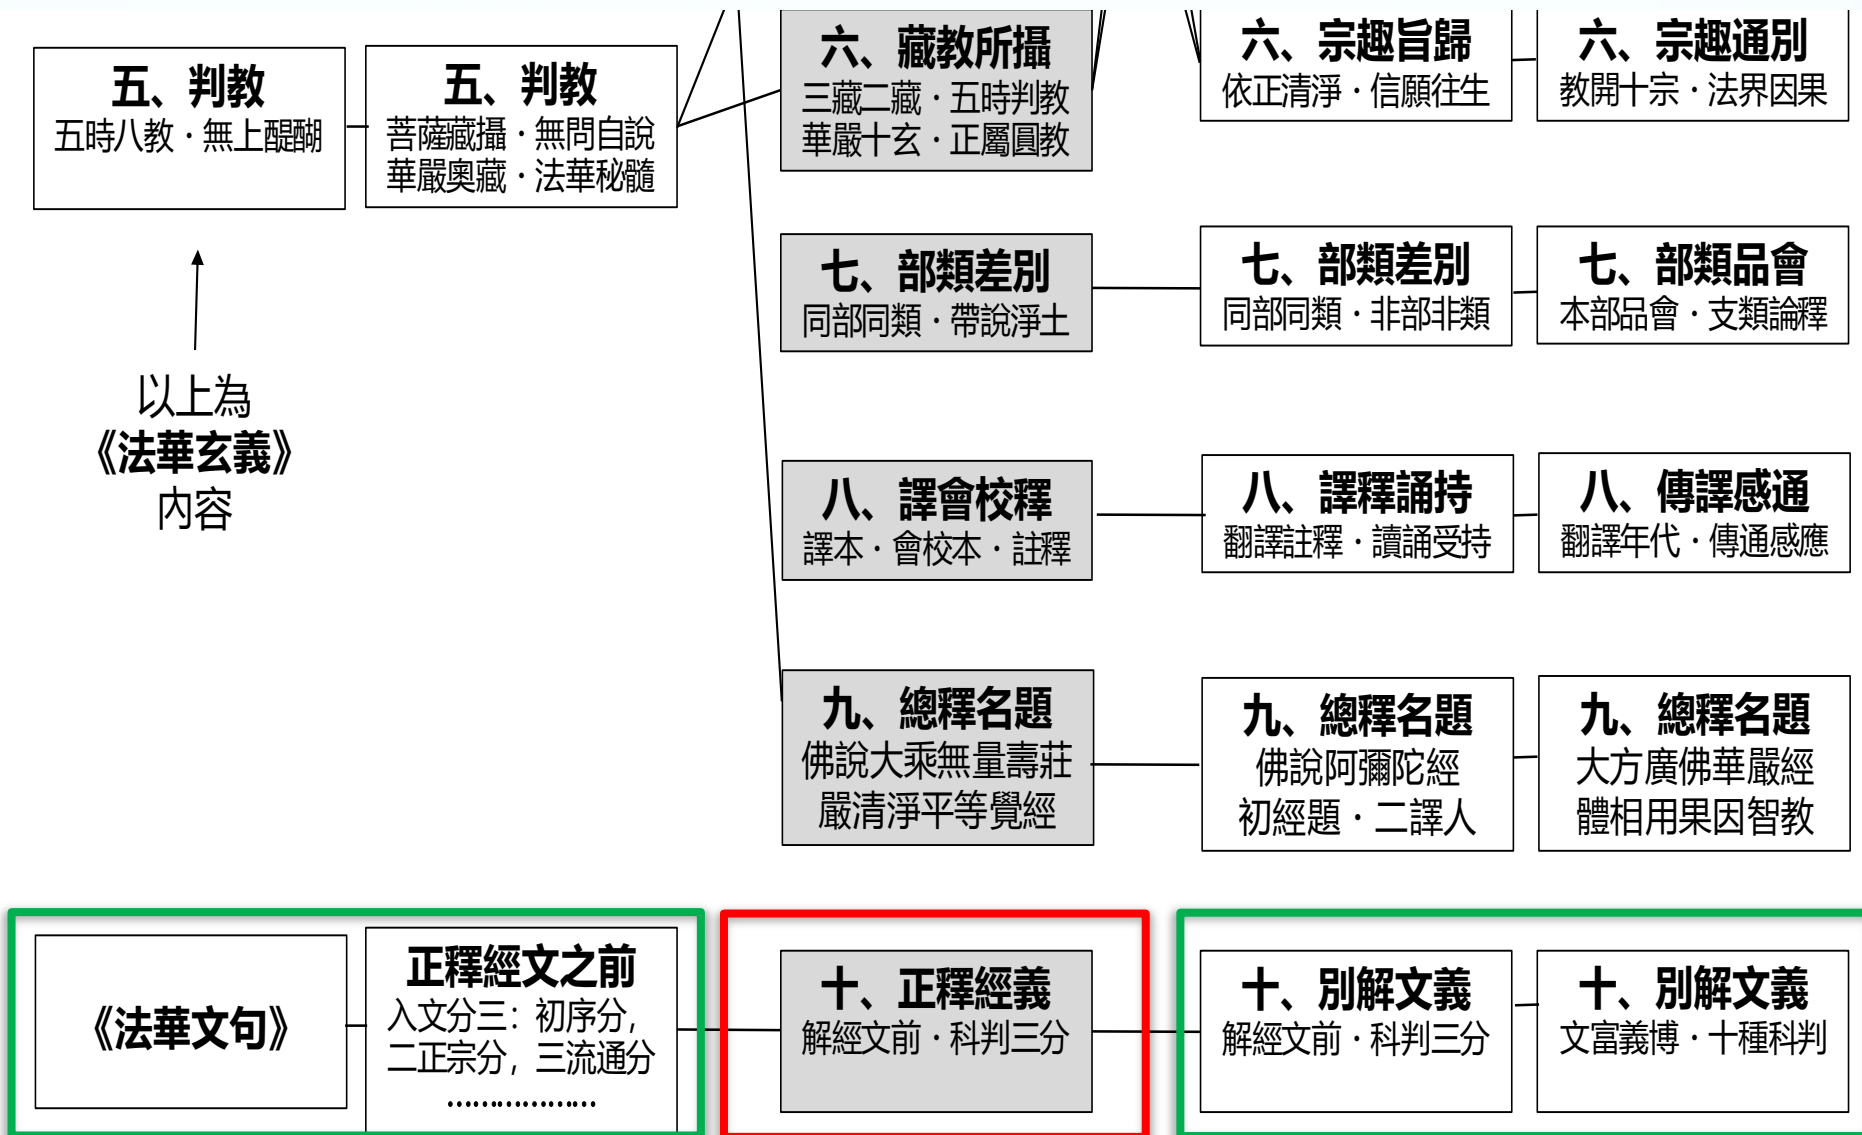 五、判教
五時八教．無上醍醐
五、判教
菩薩藏攝．無問自說
華嚴奧藏．法華秘髓
六、藏教所攝
三藏二藏．五時判教
華嚴十玄．正屬圓教
六、宗趣旨歸
依正清淨．信願往生
六、宗趣通別
教開十宗．法界因果
七、部類差別
同部同類．帶說淨土
七、部類差別
同部同類．非部非類
七、部類品會
本部品會．支類論釋
以上為
《法華玄義》
內容
八、譯會校釋
譯本．會校本．註釋
八、譯釋誦持
翻譯註釋．讀誦受持
八、傳譯感通
翻譯年代．傳通感應
九、總釋名題
佛說大乘無量壽莊
嚴清淨平等覺經
九、總釋名題
佛說阿彌陀經
初經題．二譯人
九、總釋名題
大方廣佛華嚴經
體相用果因智教
《法華文句》
正釋經文之前
入文分三：初序分，
二正宗分，三流通分
………………
十、正釋經義
解經文前．科判三分
十、別解文義
解經文前．科判三分
十、別解文義
文富義博．十種科判